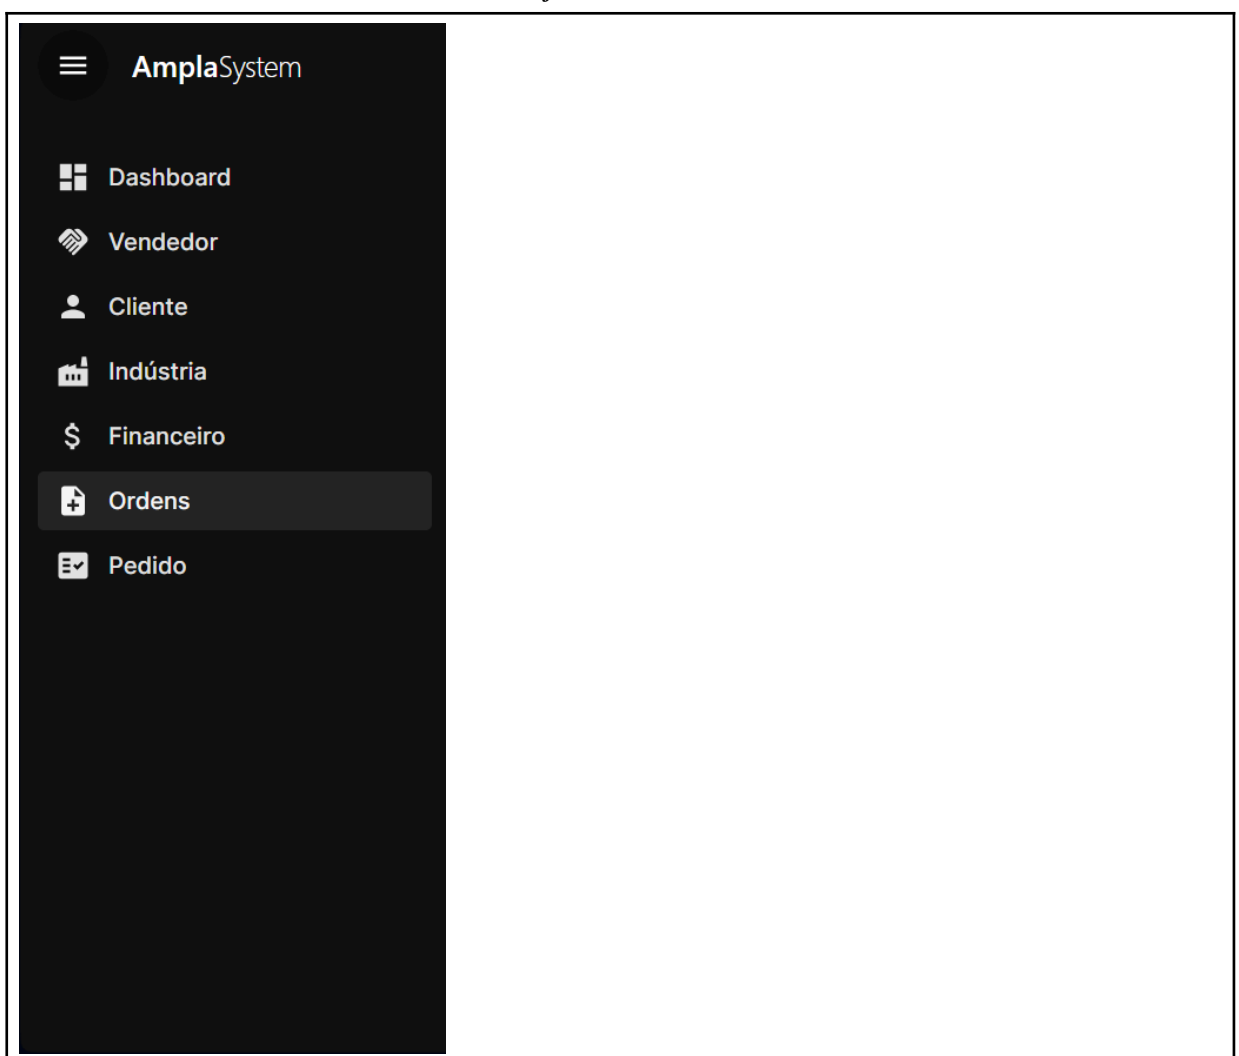 AmplaSystem
Dashboard
Vendedor
Cliente
Indústria
Financeiro
Ordens
Pedido